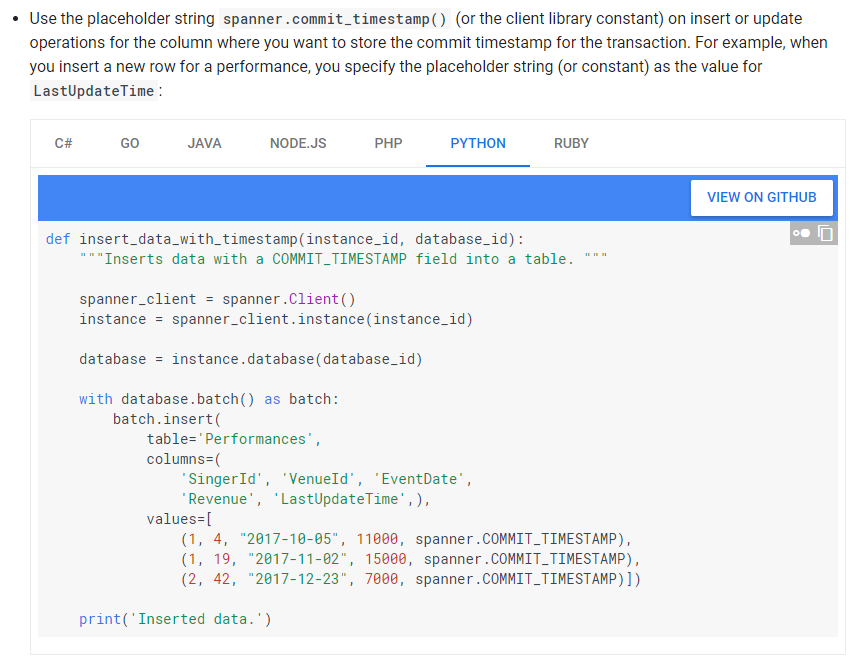 • Use the placeholder string spanner.commit_timestamp() (or the client library constant) on insert or update
operations for the column where you want to store the commit timestamp for the transaction. For example, when
you insert a new row for a performance, you specify the placeholder string (or constant) as the value for
LastUpdateTime:
C# GO JAVA NODE.JS PHP PYTHON RUBY
VIEW ON GITHUB
def insert_data_with_timestamp(instance_id, database_id):
    """Inserts data with a COMMIT_TIMESTAMP field into a table. """
    spanner_client = spanner.Client()
    instance = spanner_client.instance(instance_id)
    database = instance.database(database_id)
    with database.batch() as batch:
        batch.insert(
            table='Performances',
            columns=(
                'SingerId', 'VenueId', 'EventDate',
                'Revenue', 'LastUpdateTime',),
            values=[
                (1, 4, "2017-10-05", 11000, spanner.COMMIT_TIMESTAMP),
                (1, 19, "2017-11-02", 15000, spanner.COMMIT_TIMESTAMP),
                (2, 42, "2017-12-23", 7000, spanner.COMMIT_TIMESTAMP)])
    print('Inserted data.')